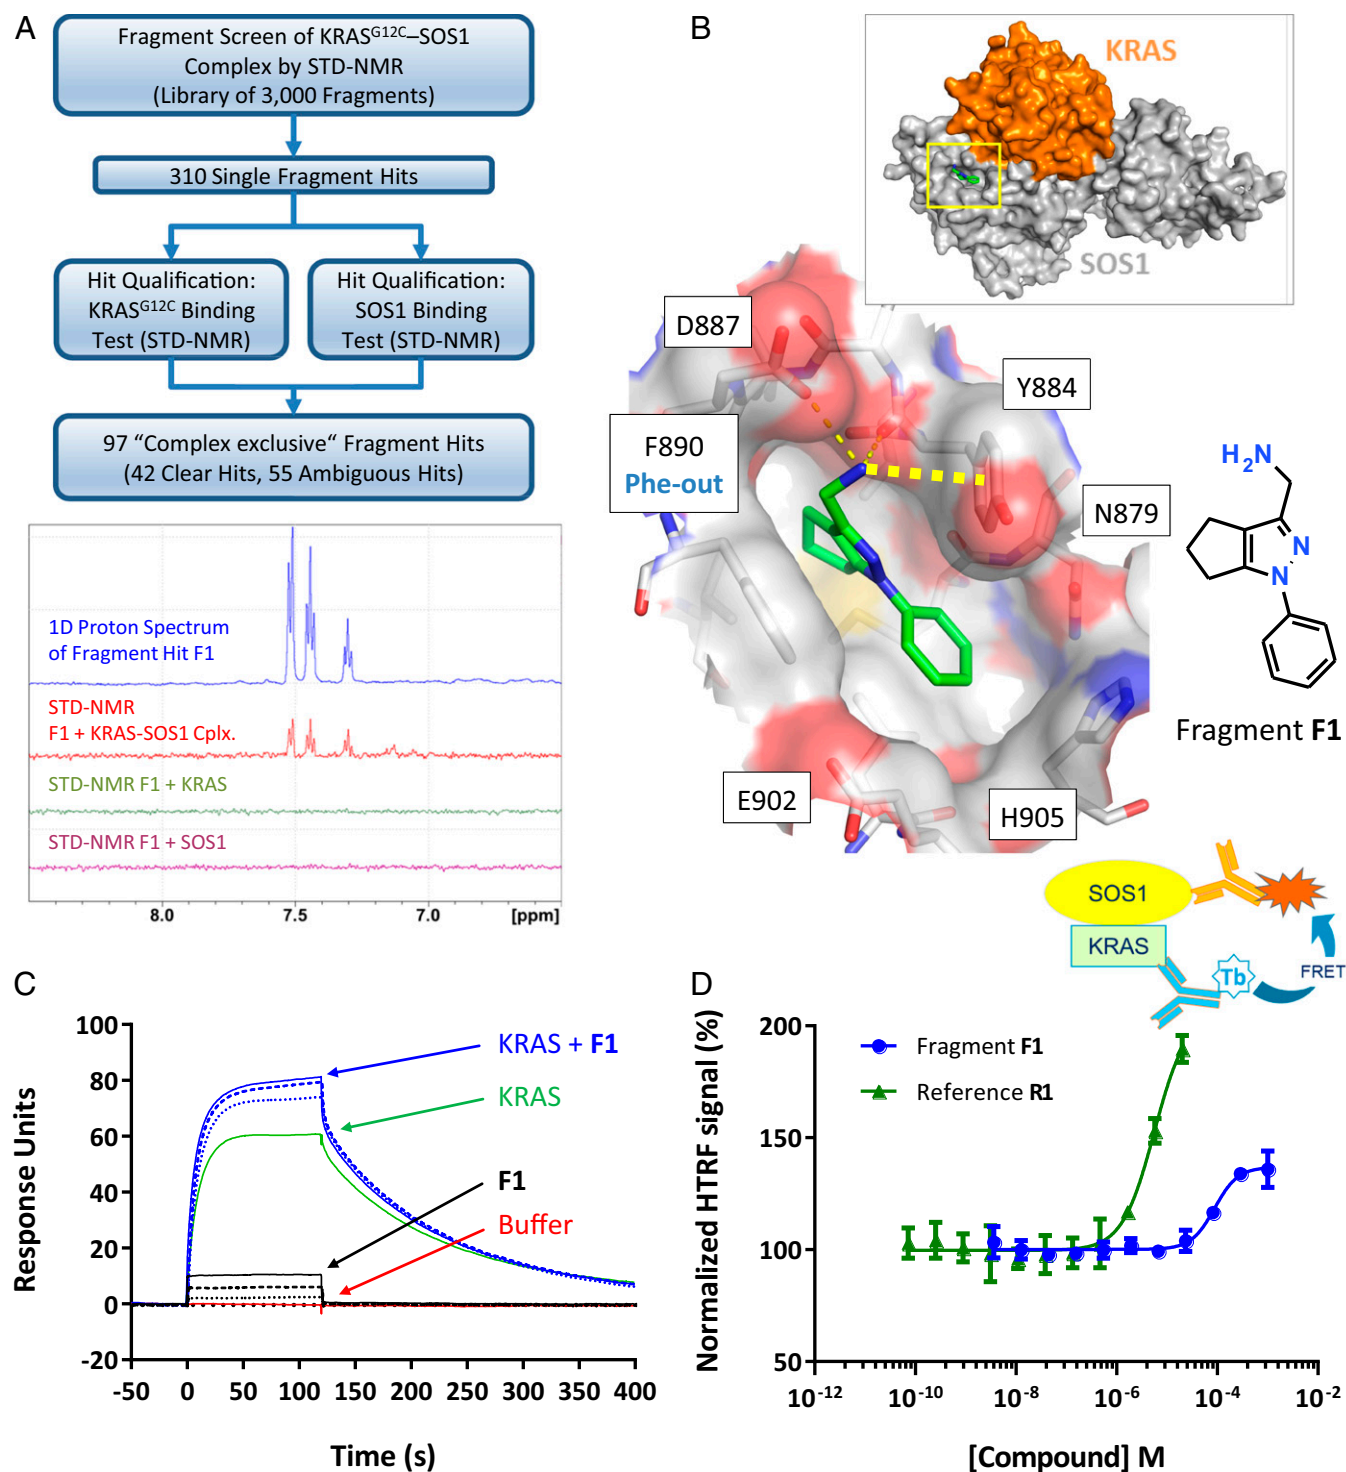 A
Fragment Screen of KRASG12C–SOS1
Complex by STD-NMR
(Library of 3,000 Fragments)
310 Single Fragment Hits
Hit Qualification:
KRASG12C Binding
Test (STD-NMR)
Hit Qualification:
SOS1 Binding
Test (STD-NMR)
97 “Complex exclusive“ Fragment Hits
(42 Clear Hits, 55 Ambiguous Hits)
1D Proton Spectrum
of Fragment Hit F1
STD-NMR
F1 + KRAS-SOS1 Cplx.
STD-NMR F1 + KRAS
STD-NMR F1 + SOS1
8.0 7.5 7.0 [ppm]
B
KRAS
SOS1
D887
Y884
F890
Phe-out
N879
E902
H905
H2N
N
N
Fragment F1
C
Response Units
100
80
60
40
20
0
-20
-50 0 50 100 150 200 250 300 350 400
Time (s)
KRAS + F1
KRAS
F1
Buffer
D
SOS1
KRAS
Tb
FRET
Normalized HTRF signal (%)
200
150
100
50
Fragment F1
Reference R1
10-12 10-10 10-8 10-6 10-4 10-2
[Compound] M